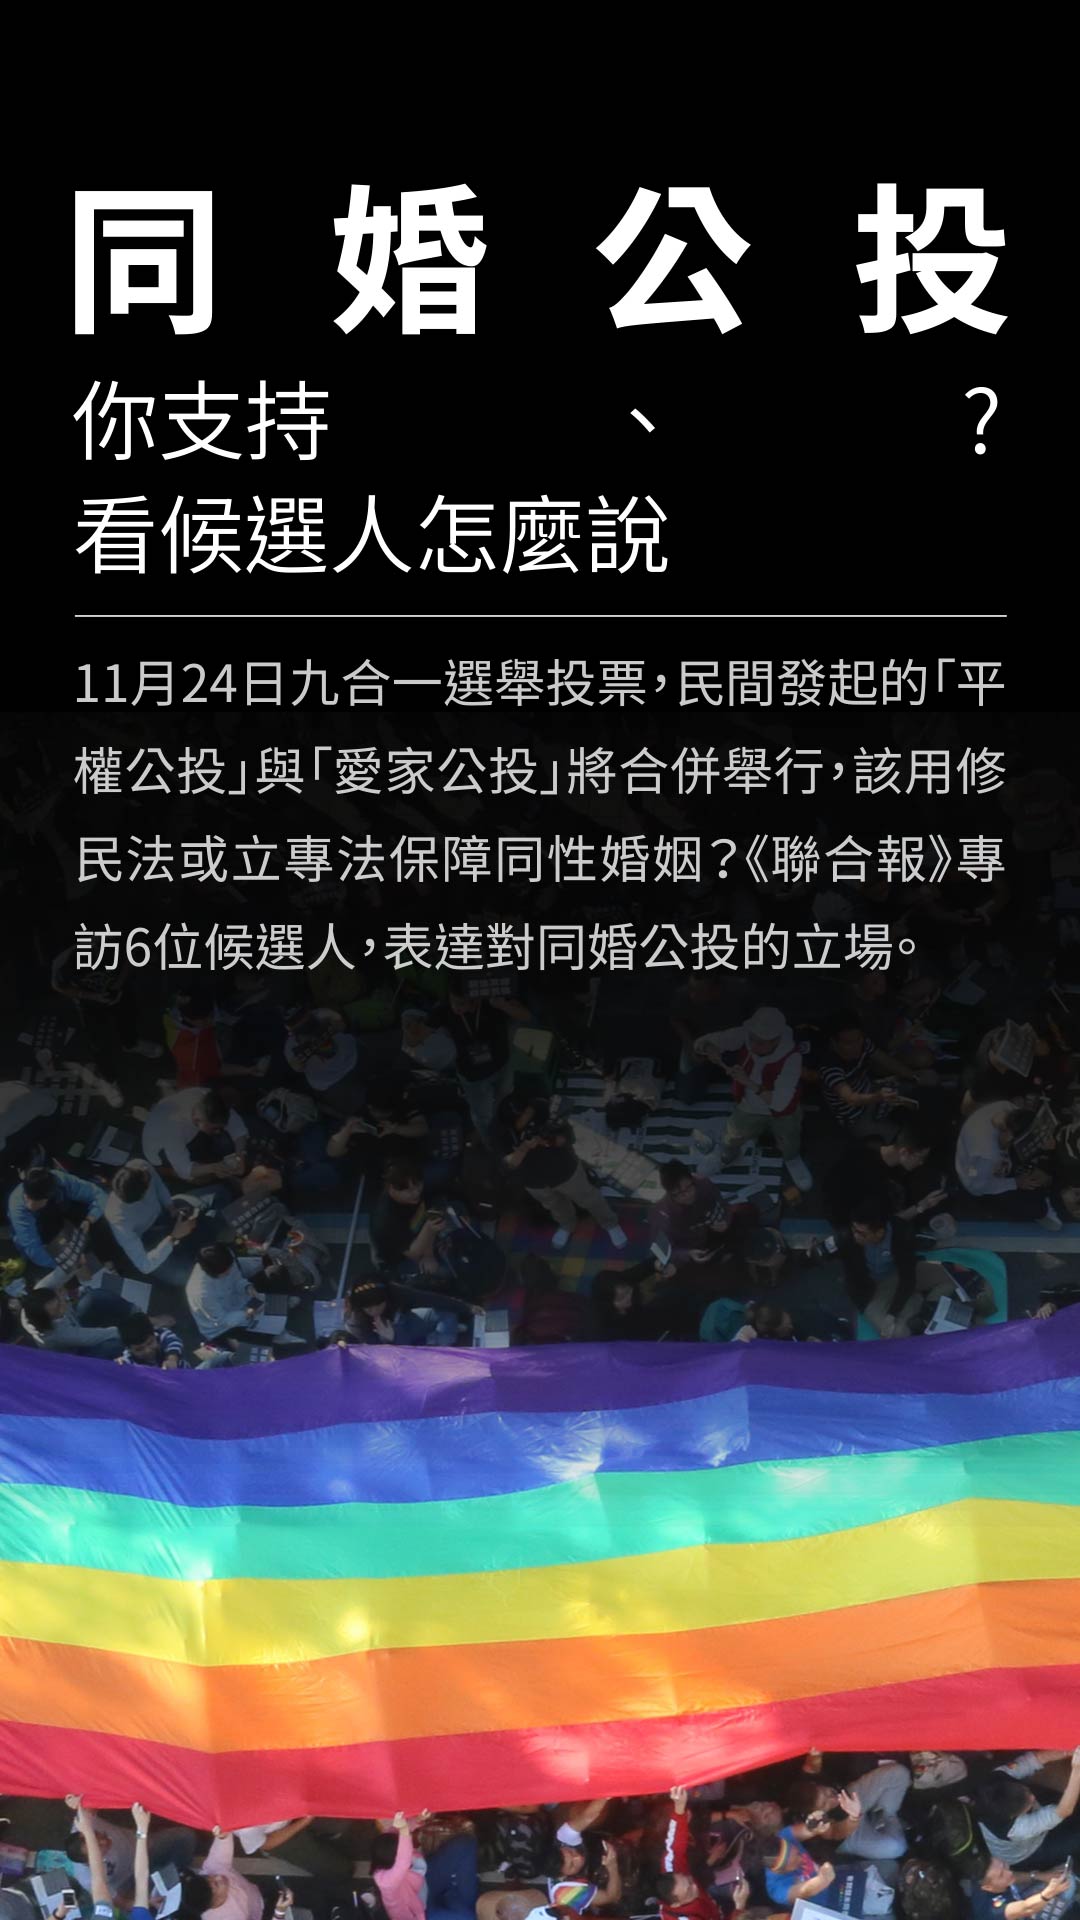 同婚公投
你支持、?
看候選人怎麼說
11月24日九合一選舉投票，民間發起的「平
權公投」與「愛家公投」將合併舉行，該用修
民法或立專法保障同性婚姻？《聯合報》專
訪6位候選人，表達對同婚公投的立場。